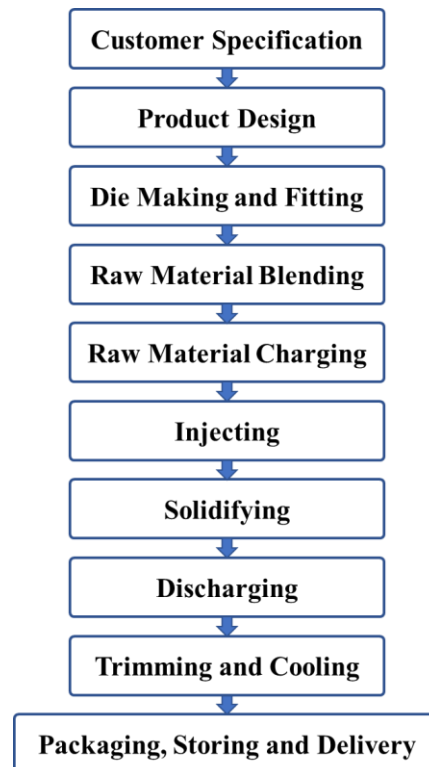 Customer Specification
Product Design
Die Making and Fitting
Raw Material Blending
Raw Material Charging
Injecting
Solidifying
Discharging
Trimming and Cooling
Packaging, Storing and Delivery